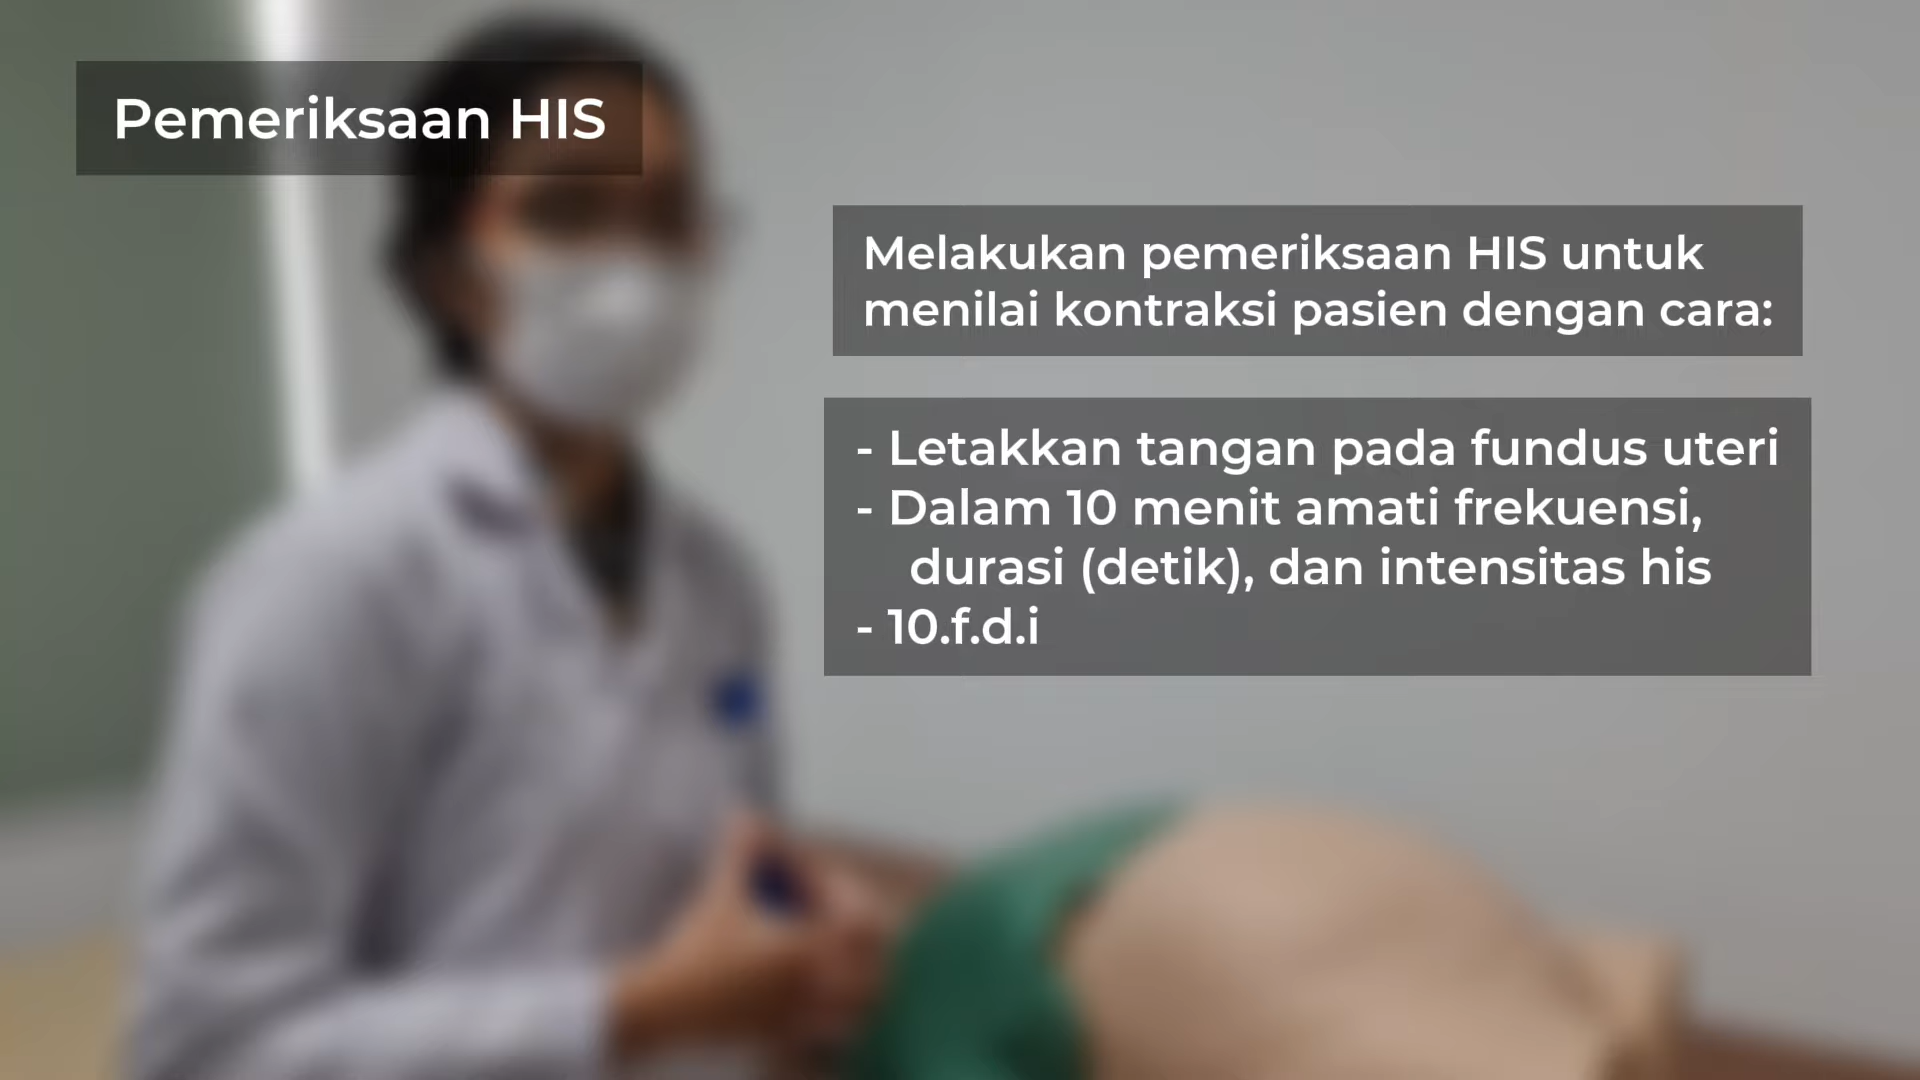 Pemeriksaan HIS
Melakukan pemeriksaan HIS untuk
menilai kontraksi pasien dengan cara:
- Letakkan tangan pada fundus uteri
- Dalam 10 menit amati frekuensi,
durasi (detik), dan intensitas his
- 10.f.d.i